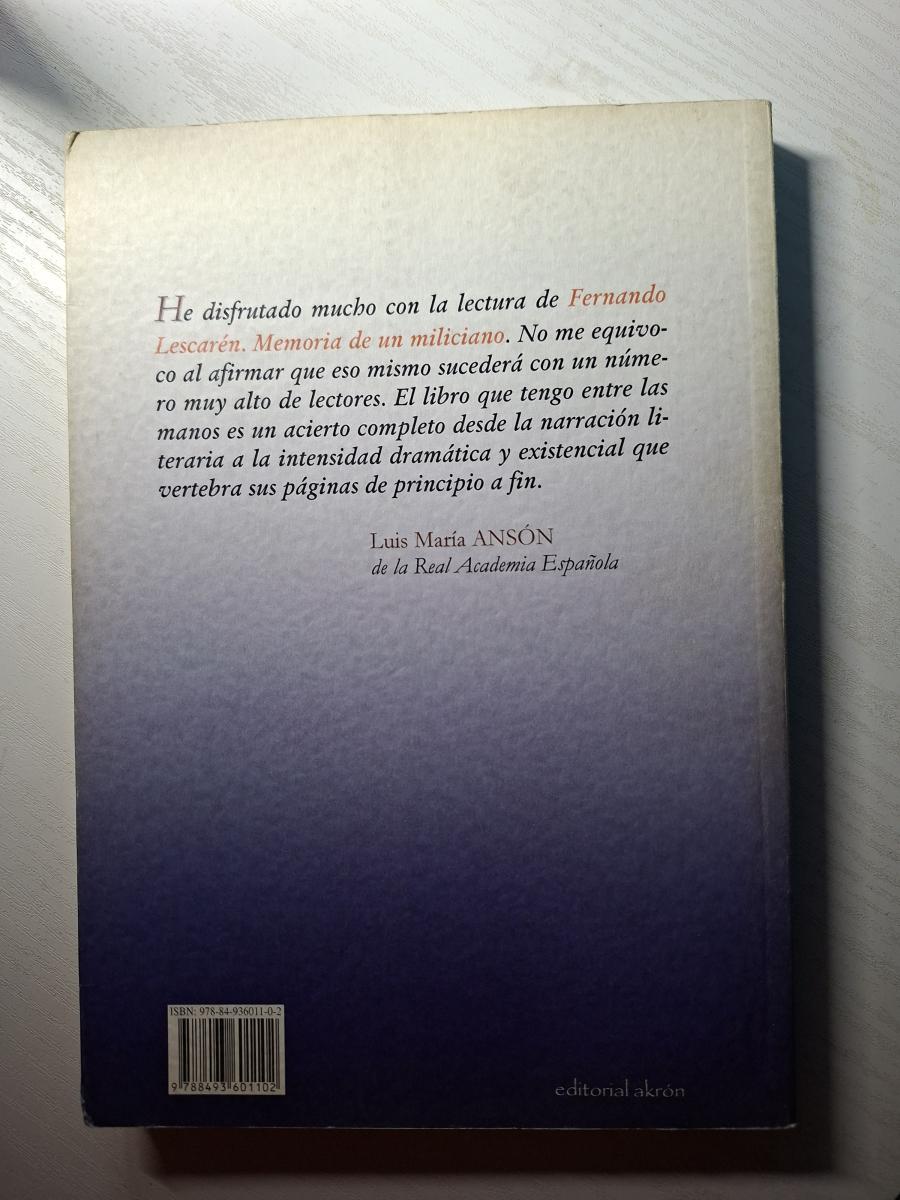 He disfrutado mucho con la lectura de Fernando
Lescarén. Memoria de un miliciano. No me equivo-
co al afirmar que eso mismo sucederá con un núme-
ro muy alto de lectores. El libro que tengo entre las
manos es un acierto completo desde la narración li-
teraria a la intensidad dramática y existencial que
vertebra sus páginas de principio a fin.
Luis María ANSÓN
de la Real Academia Española
ISBN: 978-84-936011-0-2
9 788493 601102
editorial akrón